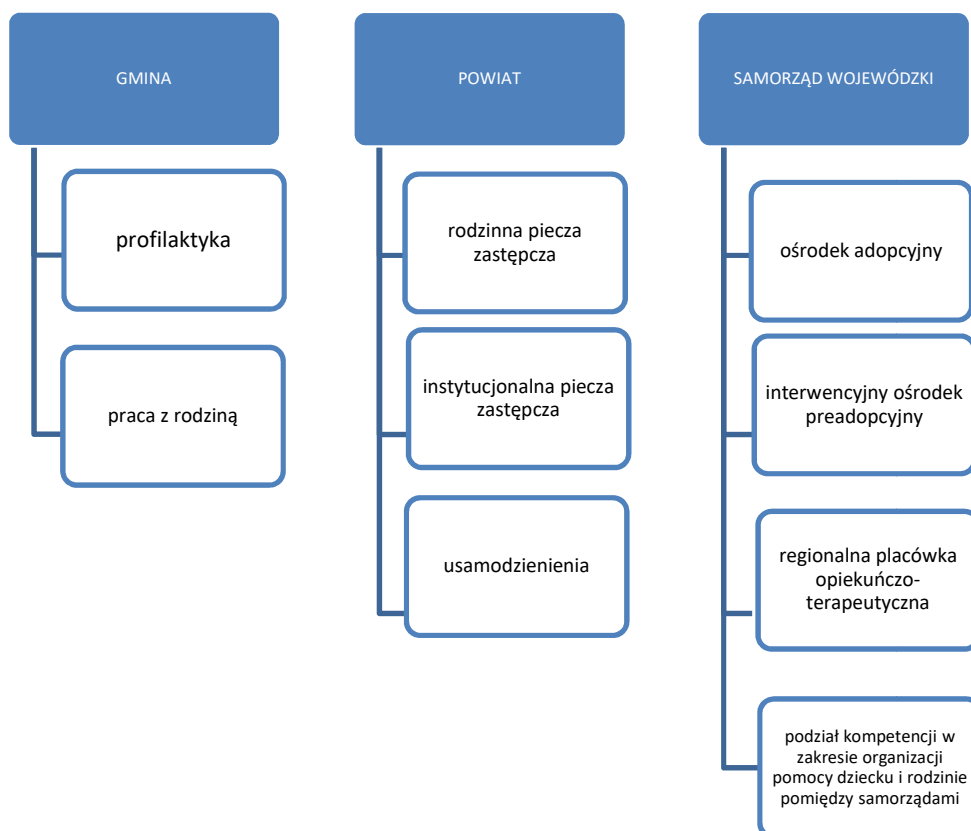 GMINA
profilaktyka
praca z rodziną
POWIAT
rodzinna piecza
zastępcza
instytucjonalna piecza
zastępcza
usamodzienienia
SAMORZĄD WOJEWÓDZKI
ośrodek adopcyjny
interwencyjny ośrodek
preadopcyjny
regionalna placówka
opiekuńczo-
terapeutyczna
podział kompetencji w
zakresie organizacji
pomocy dziecku i rodzinie
pomiędzy samorządami